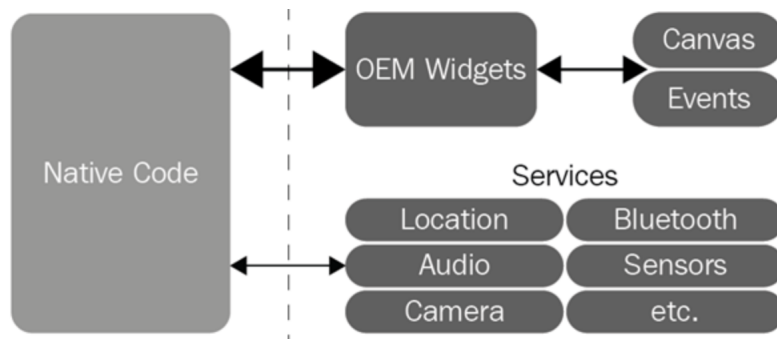 Native Code
OEM Widgets
Canvas
Events
Services
Location
Bluetooth
Audio
Sensors
Camera
etc.